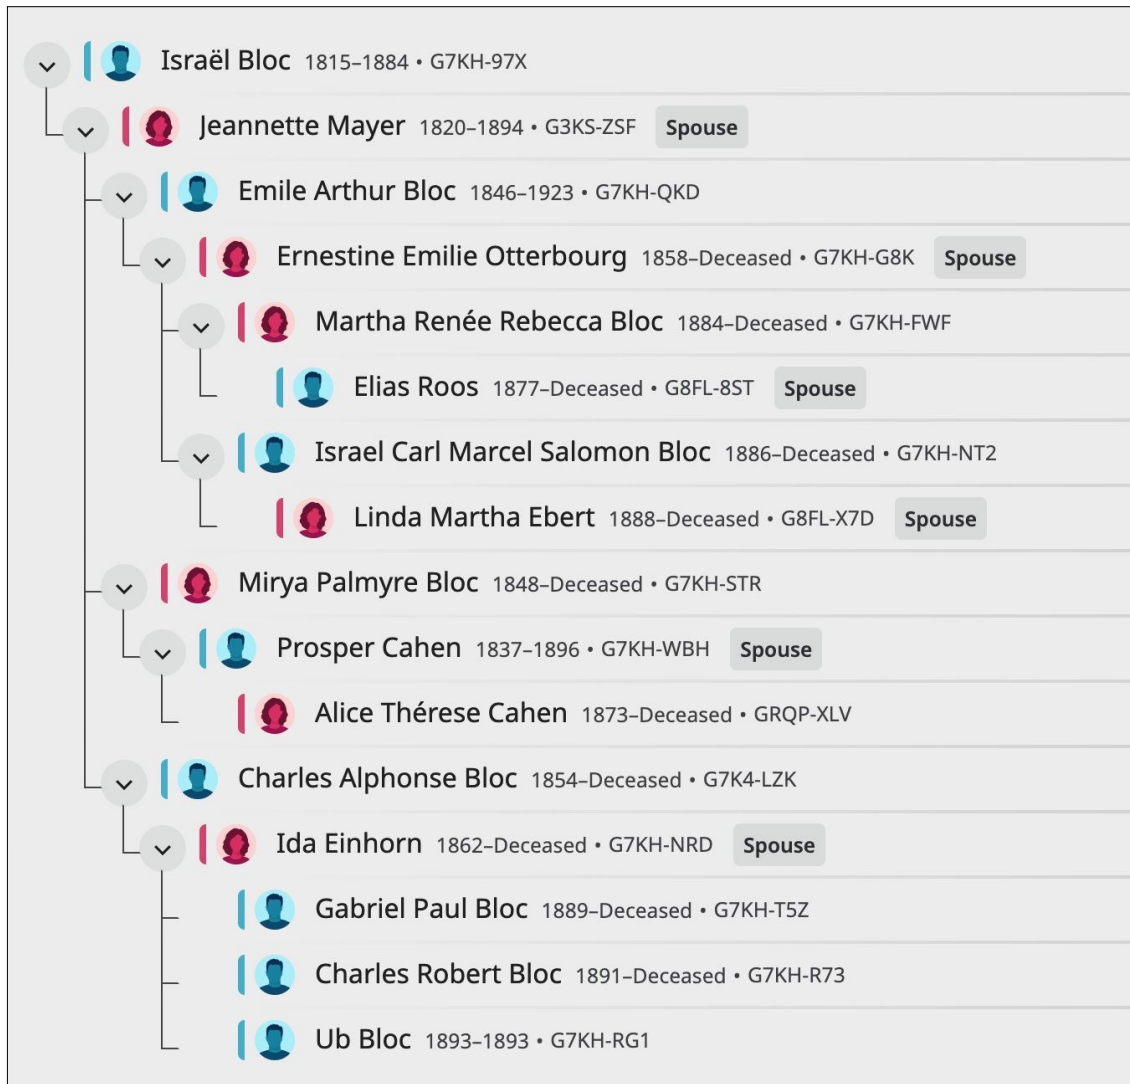 Israël Bloc 1815–1884 • G7KH-97X
Jeannette Mayer 1820–1894 • G3KS-ZSF Spouse
Emile Arthur Bloc 1846–1923 • G7KH-QKD
Ernestine Emilie Otterbourg 1858–Deceased • G7KH-G8K Spouse
Martha Renée Rebecca Bloc 1884–Deceased • G7KH-FWF
Elias Roos 1877–Deceased • G8FL-8ST Spouse
Israel Carl Marcel Salomon Bloc 1886–Deceased • G7KH-NT2
Linda Martha Ebert 1888–Deceased • G8FL-X7D Spouse
Mirya Palmyre Bloc 1848–Deceased • G7KH-STR
Prosper Cahen 1837–1896 • G7KH-WBH Spouse
Alice Thérese Cahen 1873–Deceased • GRQP-XLV
Charles Alphonse Bloc 1854–Deceased • G7K4-LZK
Ida Einhorn 1862–Deceased • G7KH-NRD Spouse
Gabriel Paul Bloc 1889–Deceased • G7KH-T5Z
Charles Robert Bloc 1891–Deceased • G7KH-R73
Ub Bloc 1893–1893 • G7KH-RG1